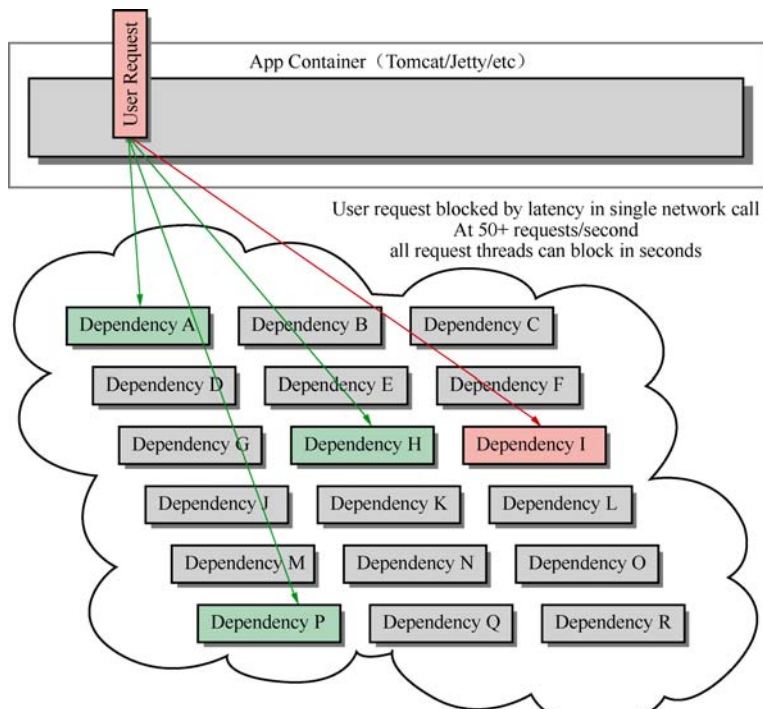 User Request
App Container（Tomcat/Jetty/etc）
User request blocked by latency in single network call
At 50+ requests/second
all request threads can block in seconds
Dependency A
Dependency B
Dependency C
Dependency D
Dependency E
Dependency F
Dependency G
Dependency H
Dependency I
Dependency J
Dependency K
Dependency L
Dependency M
Dependency N
Dependency O
Dependency P
Dependency Q
Dependency R